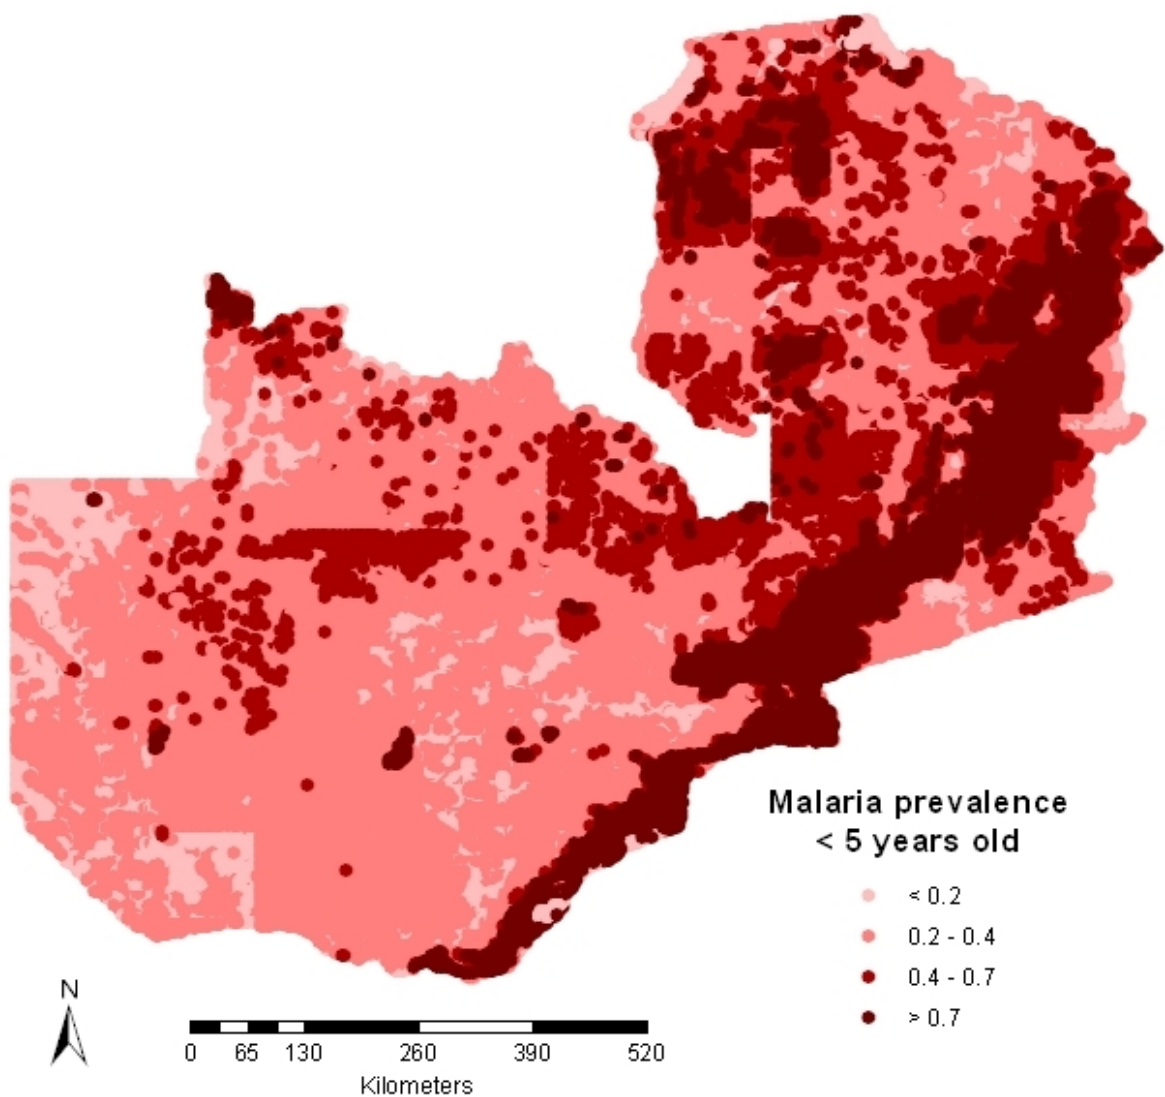 Malaria prevalence
< 5 years old
< 0.2
0.2 - 0.4
0.4 - 0.7
> 0.7
N
0 65 130 260 390 520
Kilometers